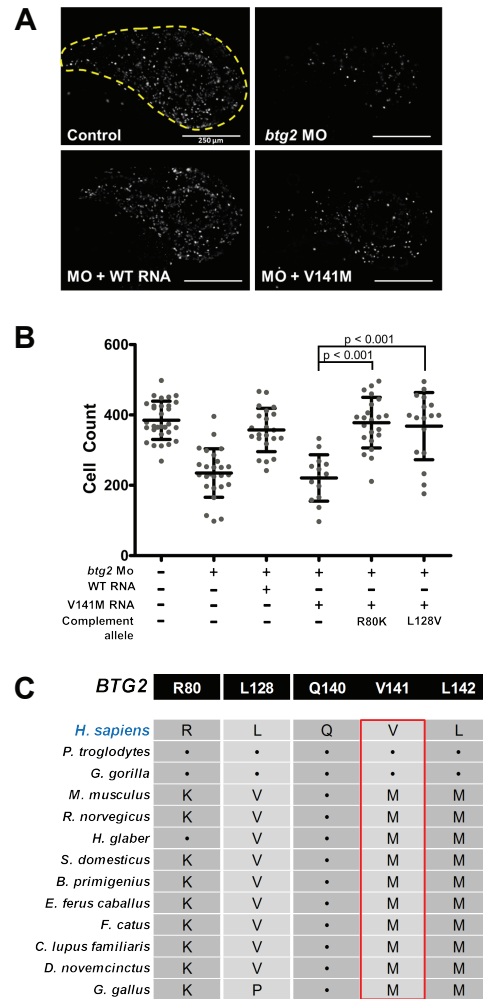 A
Control
250 µm
btg2 MO
MO + WT RNA
MO + V141M
B
p < 0.001
p < 0.001
600
400
200
0
Cell Count
btg2 Mo - + + + + +
WT RNA - - + - - -
V141M RNA - - - + + +
Complement allele - - - - R80K L128V
C
BTG2 R80 L128 Q140 V141 L142
H. sapiens R L Q V L
P. troglodytes • • • • •
G. gorilla • • • • •
M. musculus K V • M M
R. norvegicus K V • M M
H. glaber • V • M M
S. domesticus K V • M M
B. primigenius K V • M M
E. ferus caballus K V • M M
F. catus K V • M M
C. lupus familiaris K V • M M
D. novemcinctus K V • M M
G. gallus K P • M M